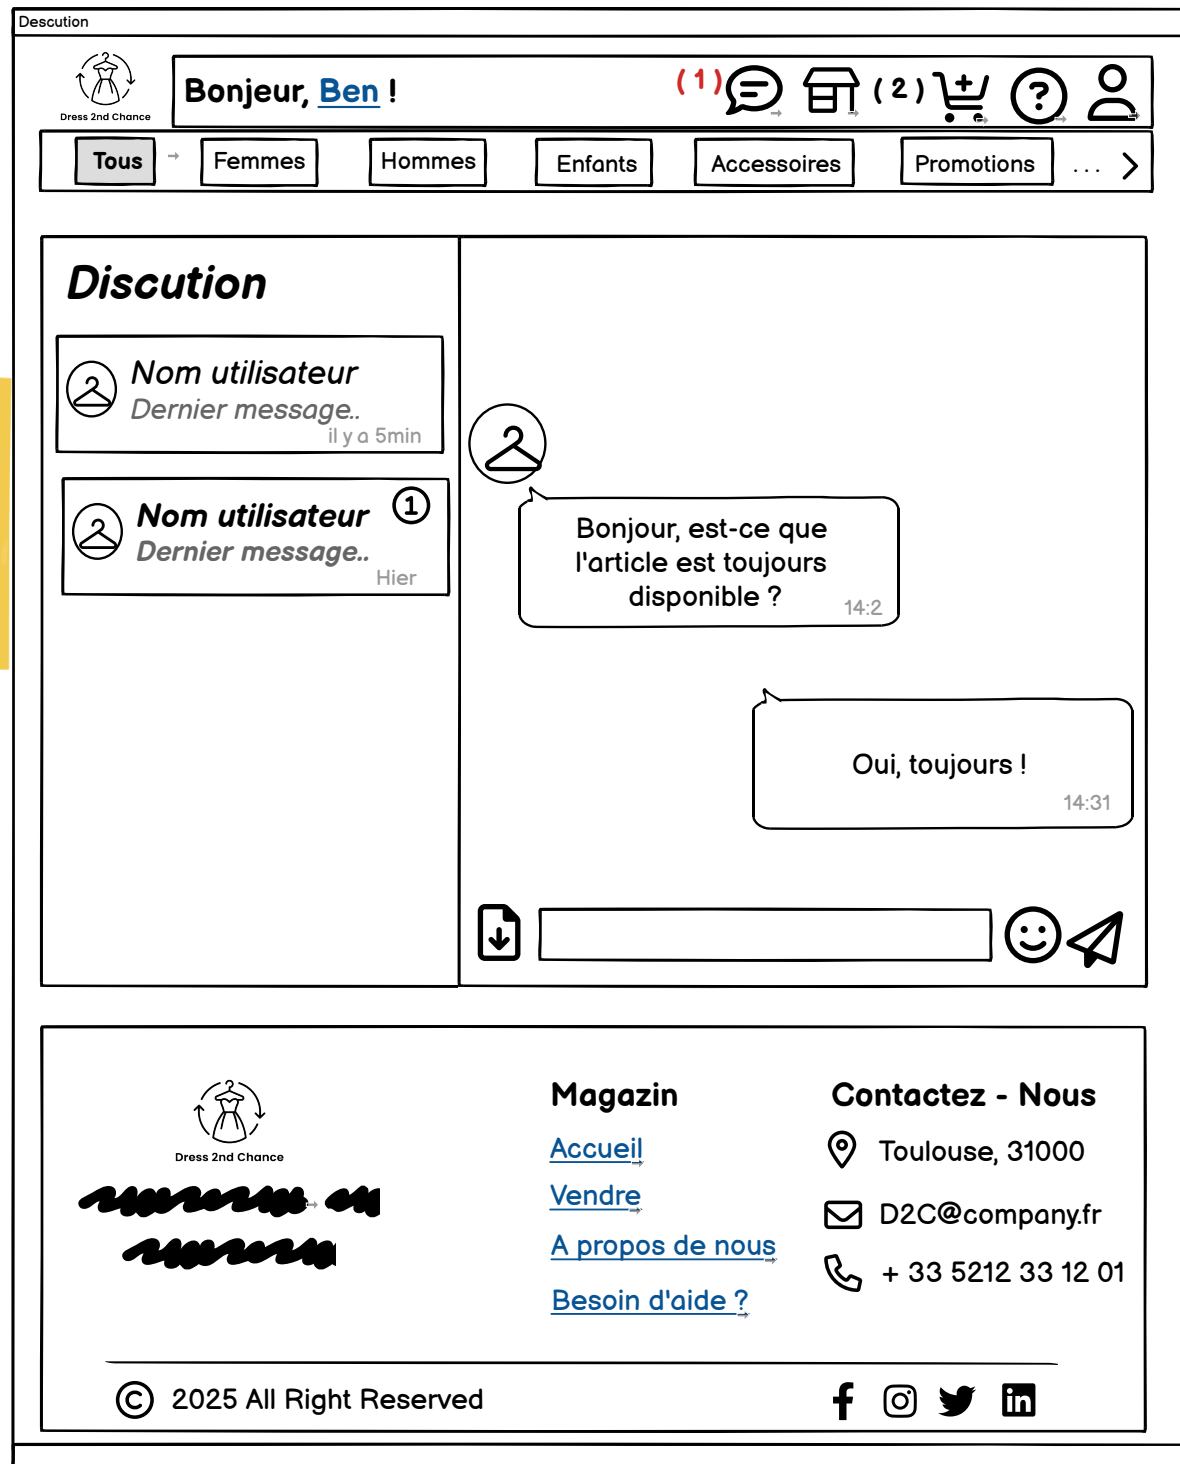 Descution
Dress 2nd Chance
Bonjeur, Ben !
(1)
(2)
Tous
Femmes
Hommes
Enfants
Accessoires
Promotions
...
Discution
Nom utilisateur
Dernier message..
il y a 5min
Nom utilisateur
1
Dernier message..
Hier
Bonjour, est-ce que
l'article est toujours
disponible ?
14:2
Oui, toujours !
14:31
Dress 2nd Chance
Magazin
Accueil
Vendre
A propos de nous
Besoin d'aide ?
Contactez - Nous
Toulouse, 31000
D2C@company.fr
+ 33 5212 33 12 01
© 2025 All Right Reserved